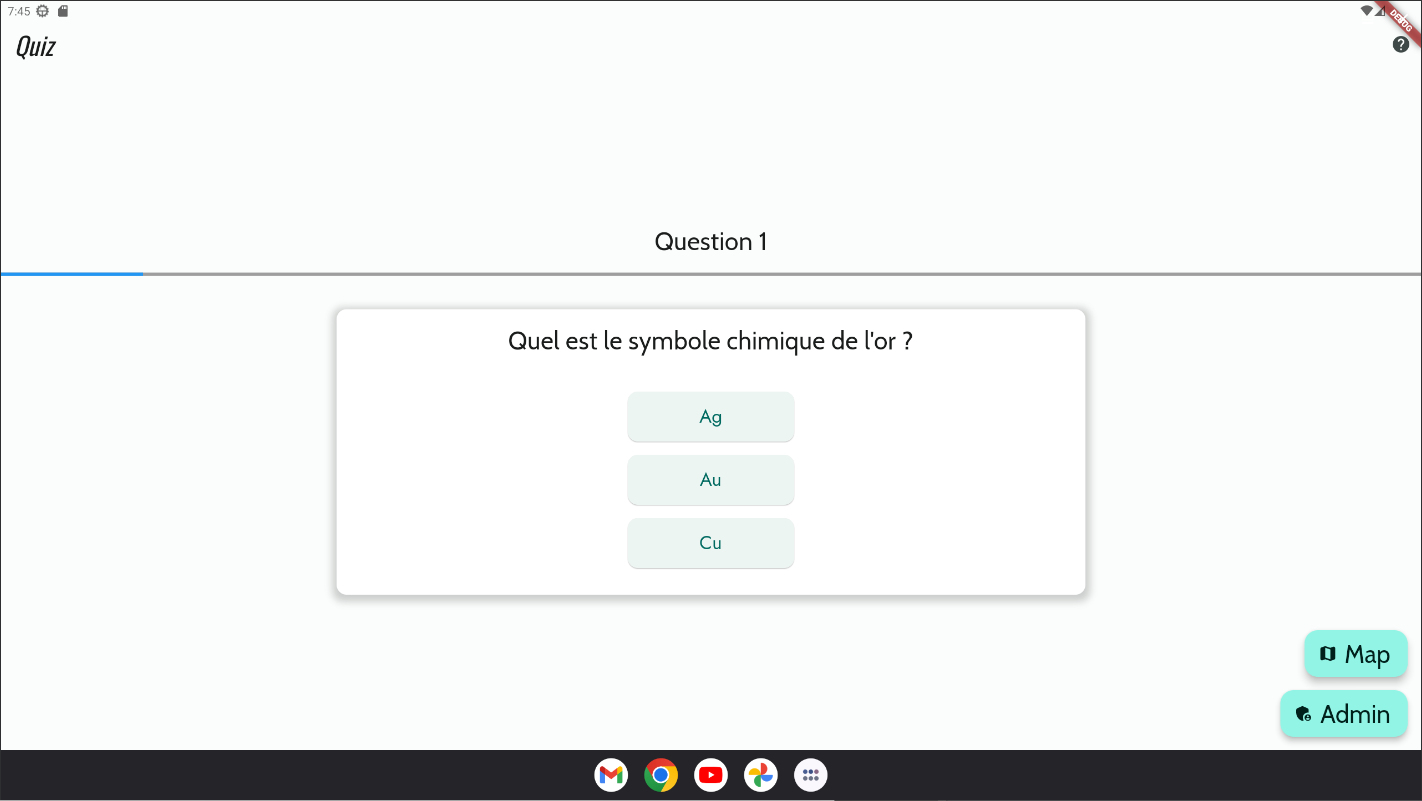 7:45
DEBUG
Quiz
Question 1
Quel est le symbole chimique de l'or ?
Ag
Au
Cu
Map
Admin